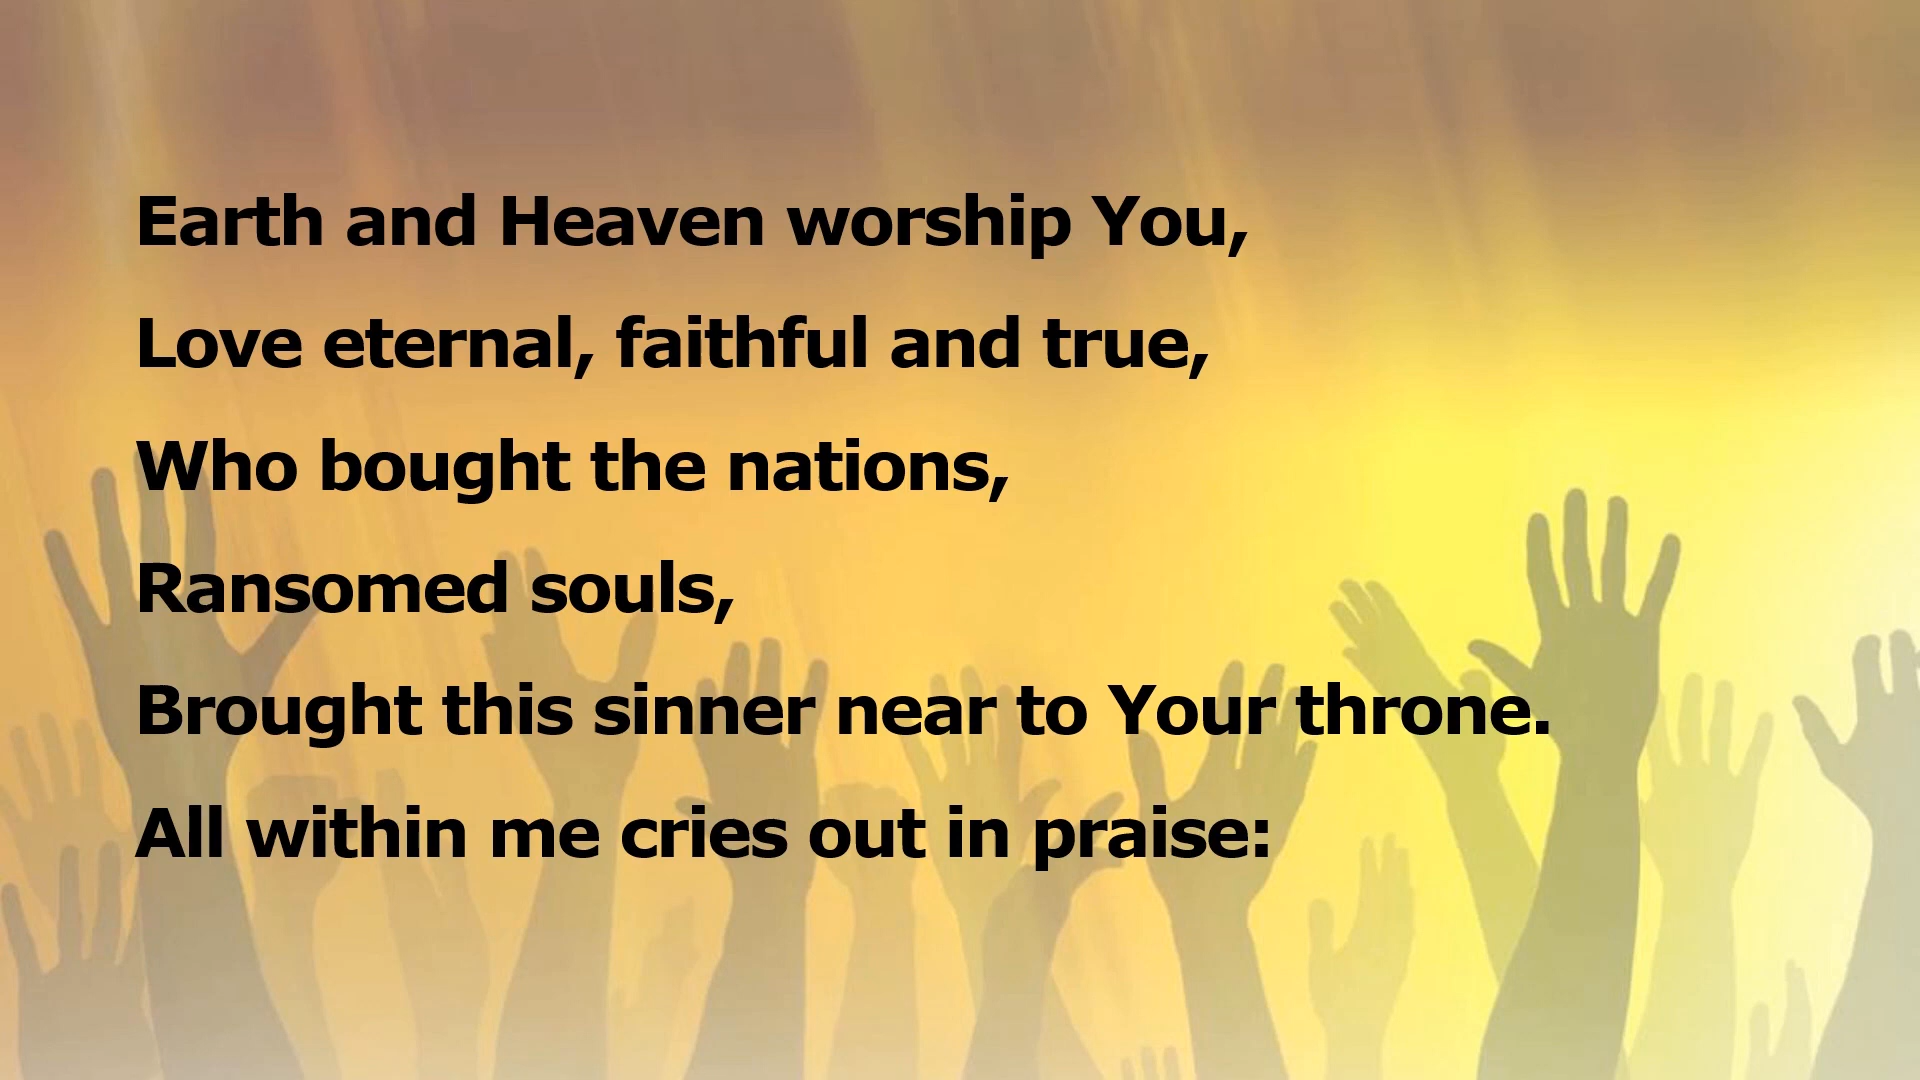 Earth and Heaven worship You,
Love eternal, faithful and true,
Who bought the nations,
Ransomed souls,
Brought this sinner near to Your throne.
All within me cries out in praise: